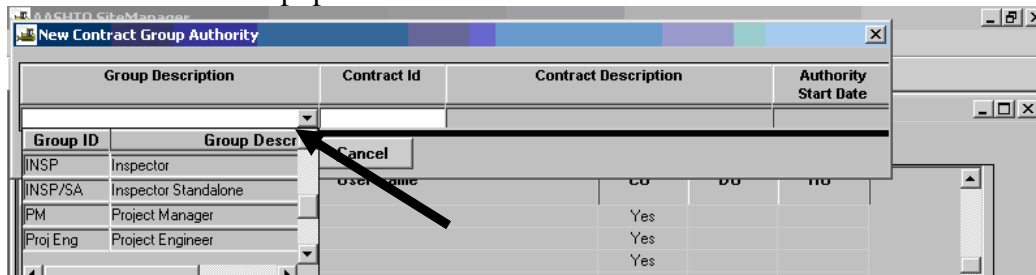 AASHTO SiteManager
New Contract Group Authority
Group Description Contract Id Contract Description Authority Start Date
Group ID Group Descr
Cancel
INSP Inspector
INSP/SA Inspector Standalone
PM Project Manager Yes
Proj Eng Project Engineer Yes
Yes